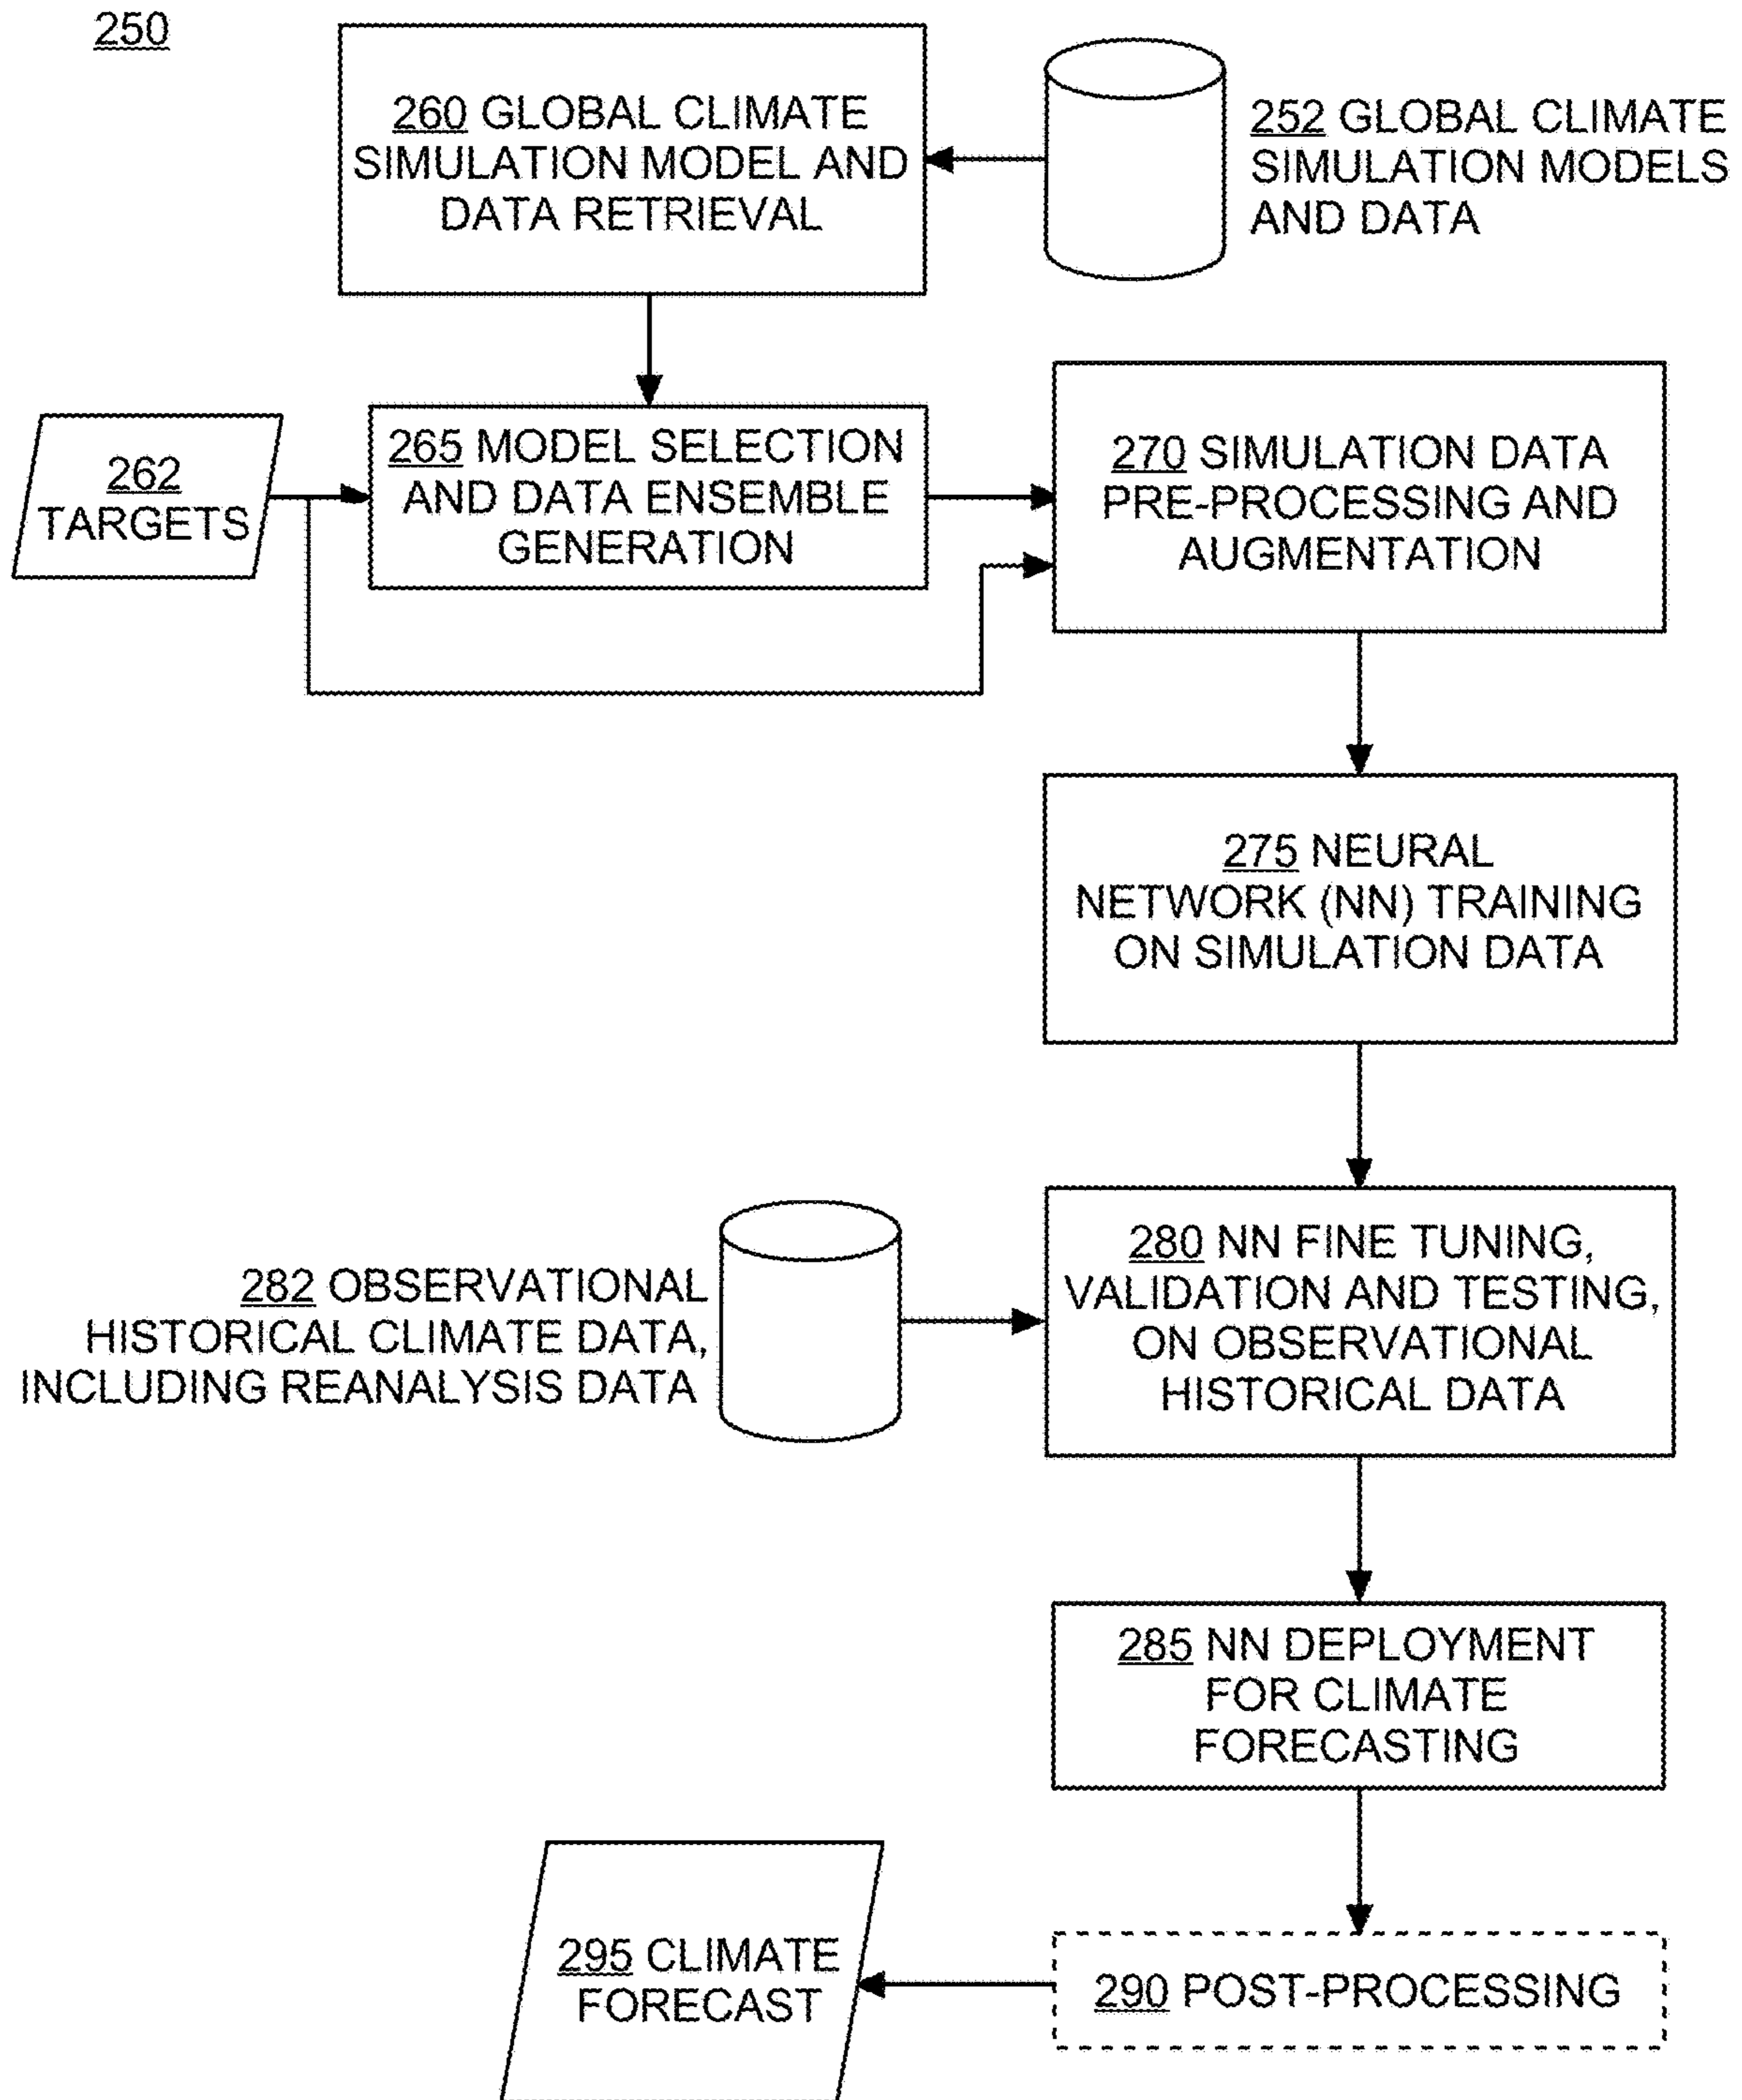 250
260 GLOBAL CLIMATE
SIMULATION MODEL AND
DATA RETRIEVAL
252 GLOBAL CLIMATE
SIMULATION MODELS
AND DATA
262
TARGETS
265 MODEL SELECTION
AND DATA ENSEMBLE
GENERATION
270 SIMULATION DATA
PRE-PROCESSING AND
AUGMENTATION
275 NEURAL
NETWORK (NN) TRAINING
ON SIMULATION DATA
282 OBSERVATIONAL
HISTORICAL CLIMATE DATA,
INCLUDING REANALYSIS DATA
280 NN FINE TUNING,
VALIDATION AND TESTING,
ON OBSERVATIONAL
HISTORICAL DATA
285 NN DEPLOYMENT
FOR CLIMATE
FORECASTING
295 CLIMATE
FORECAST
290 POST-PROCESSING